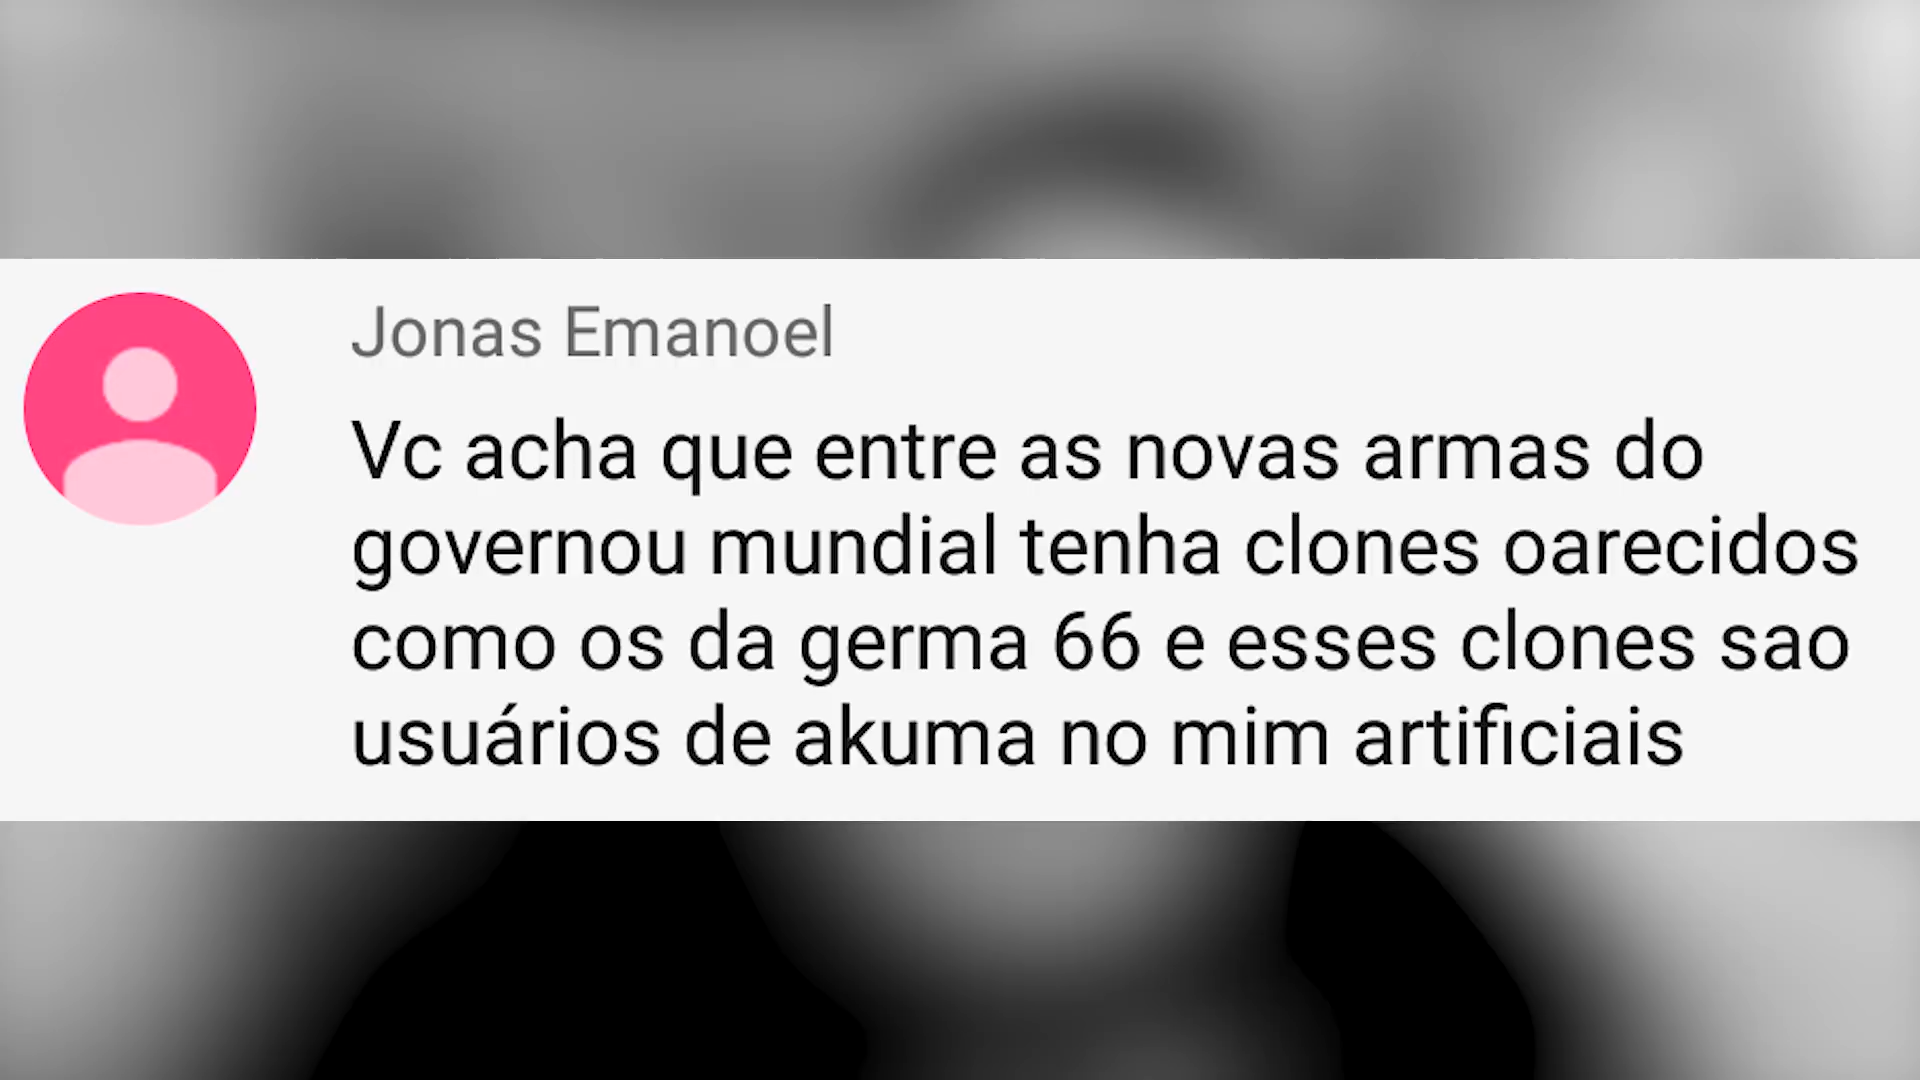 Jonas Emanoel
Vc acha que entre as novas armas do
governou mundial tenha clones oarecidos
como os da germa 66 e esses clones sao
usuários de akuma no mim artificiais